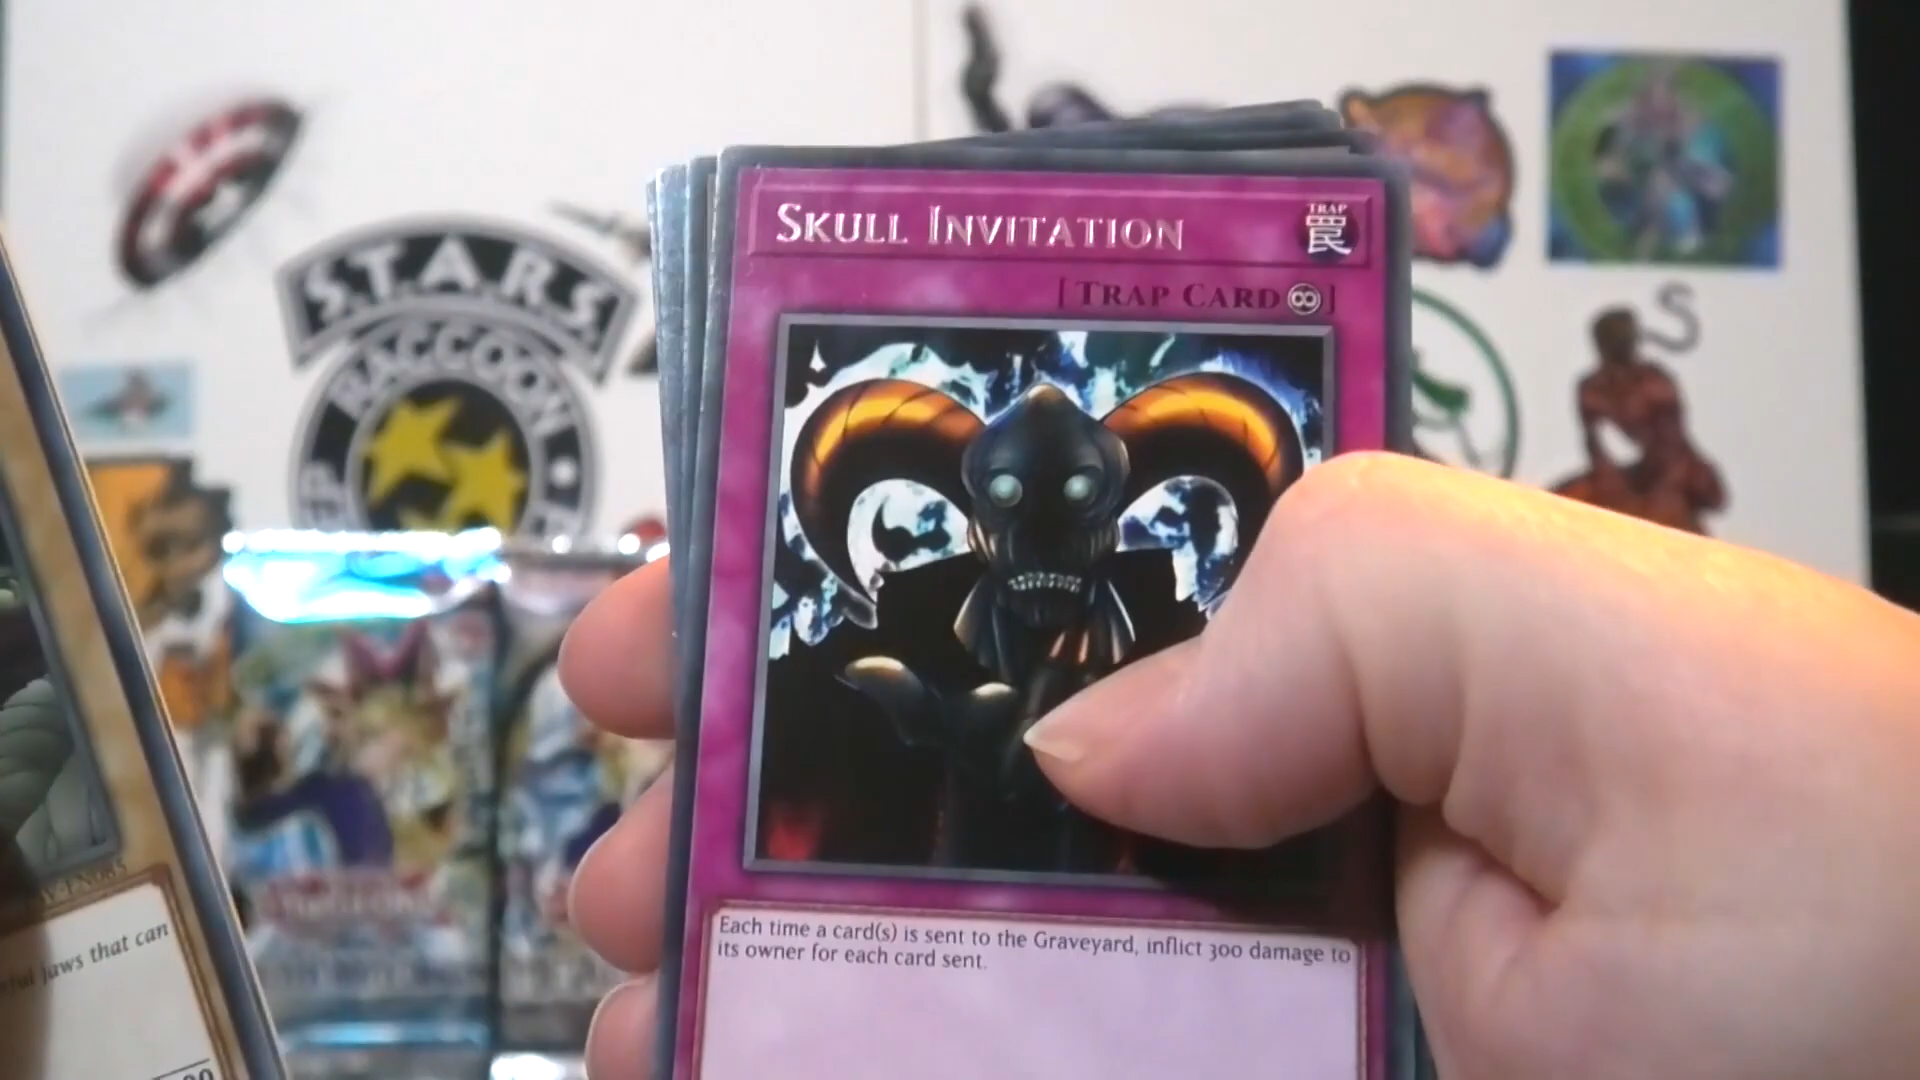 S.T.A.R.S.
RACCOON
SKULL INVITATION
TRAP
罠
[TRAP CARD ]
Each time a card(s) is sent to the Graveyard, inflict 300 damage to
its owner for each card sent.
jaws that can
S